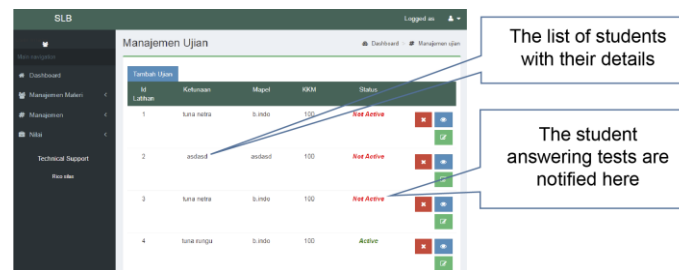 SLB
Logged as
Manajemen Ujian
Dashboard > Manajemen ujian
Main navigation
Dashboard
Manajemen Materi
Manajemen
Nilai
Technical Support
Tambah Ujian
Id Latihan Ketunaan Mapel KKM Status
1 tuna netra b.indo 100 Not Active
2 asdasd asdasd 100 Not Active
3 tuna netra b.indo 100 Not Active
4 tuna rungu b.indo 100 Active
The list of students
with their details
The student
answering tests are
notified here